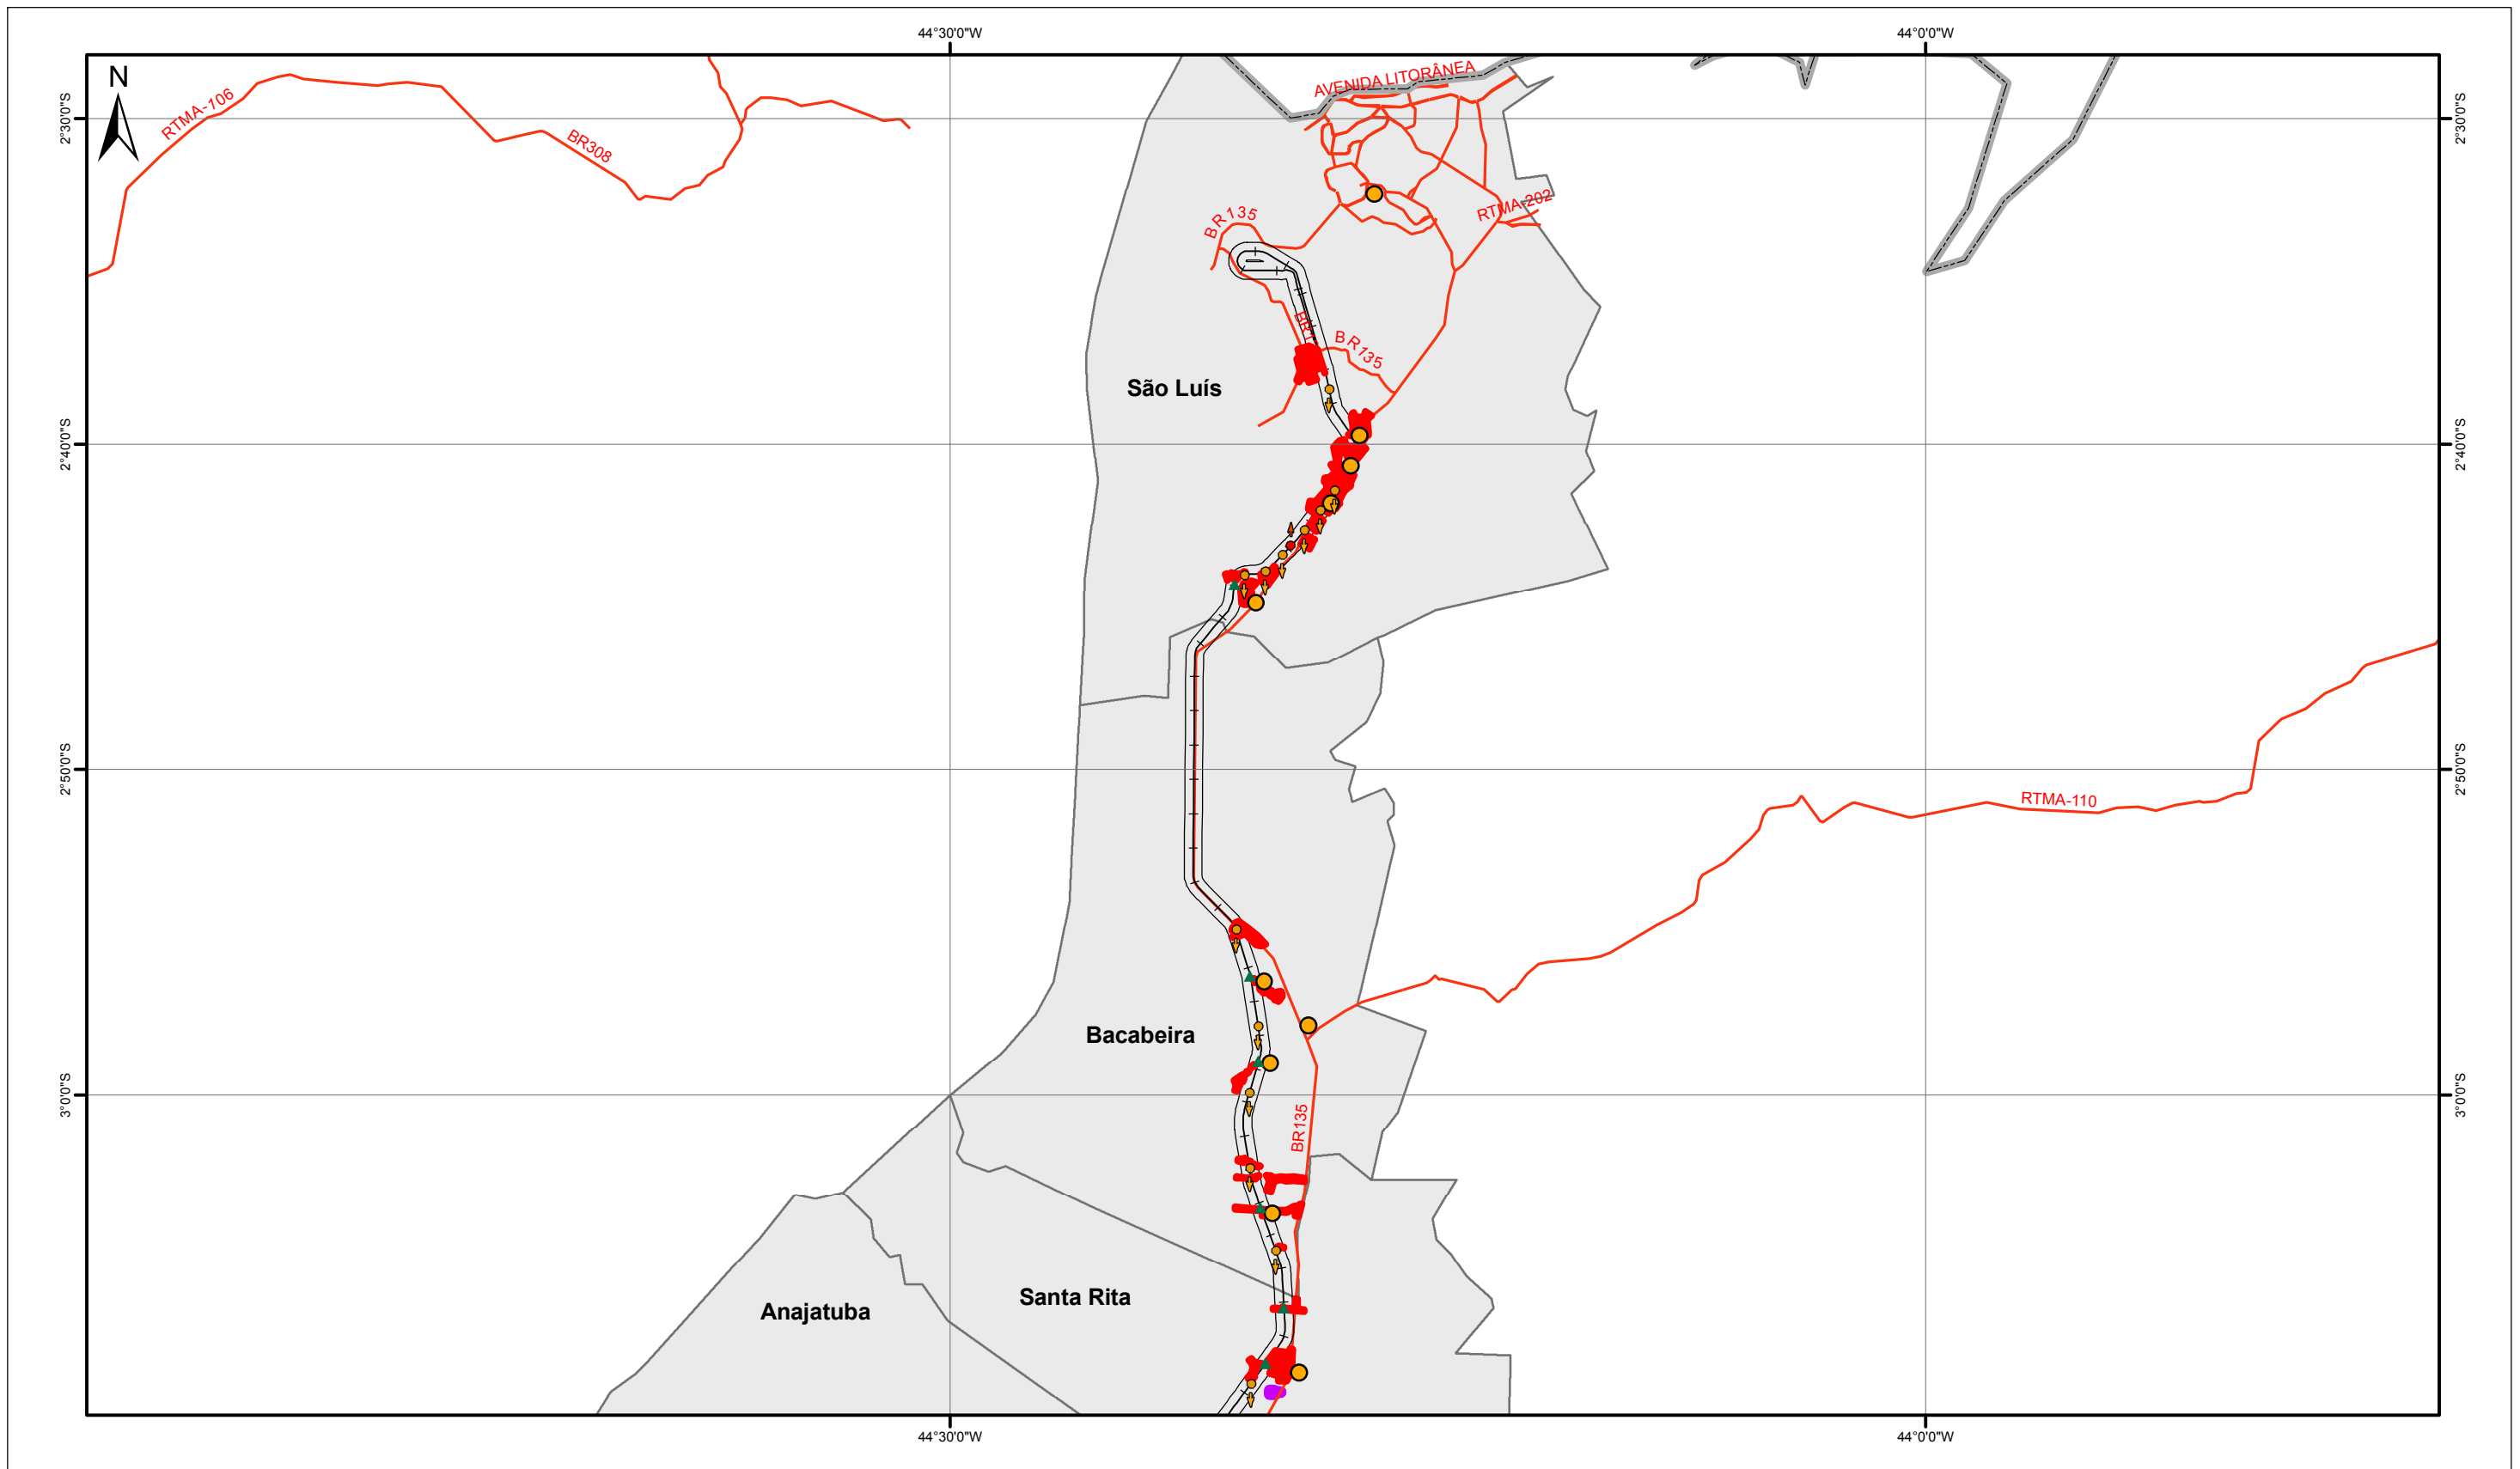 44°30'0"W
44°0'0"W
N
AVENIDA LITORÂNEA
RTMA-106
2°30'0"S
2°30'0"S
BR308
RTMA-202
BR135
BR135
São Luís
2°40'0"S
2°40'0"S
2°50'0"S
2°50'0"S
RTMA-110
Bacabeira
3°0'0"S
3°0'0"S
BR135
Santa Rita
Anajatuba
44°30'0"W
44°0'0"W